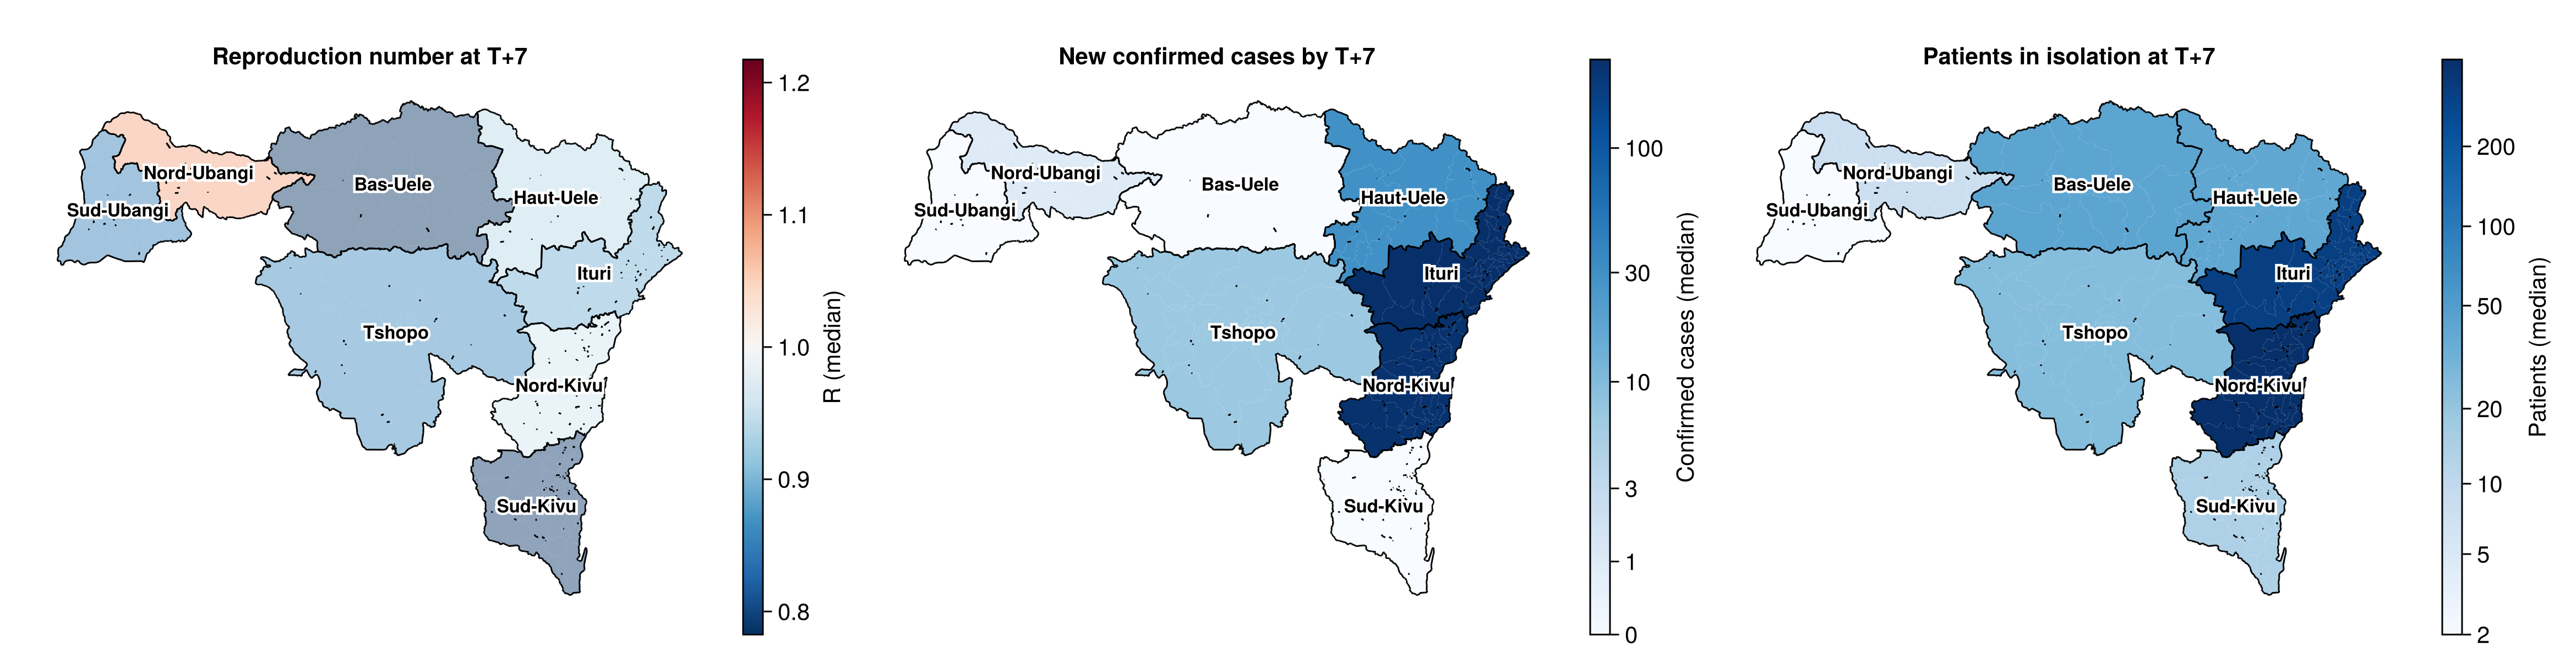 Reproduction number at T+7
Nord-Ubangi
Sud-Ubangi
Bas-Uele
Haut-Uele
Ituri
Tshopo
Nord-Kivu
Sud-Kivu
1.2
1.1
1.0
0.9
0.8
R (median)
New confirmed cases by T+7
Nord-Ubangi
Sud-Ubangi
Bas-Uele
Haut-Uele
Ituri
Tshopo
Nord-Kivu
Sud-Kivu
100
30
10
3
1
0
Confirmed cases (median)
Patients in isolation at T+7
Nord-Ubangi
Sud-Ubangi
Bas-Uele
Haut-Uele
Ituri
Tshopo
Nord-Kivu
Sud-Kivu
200
100
50
20
10
5
2
Patients (median)